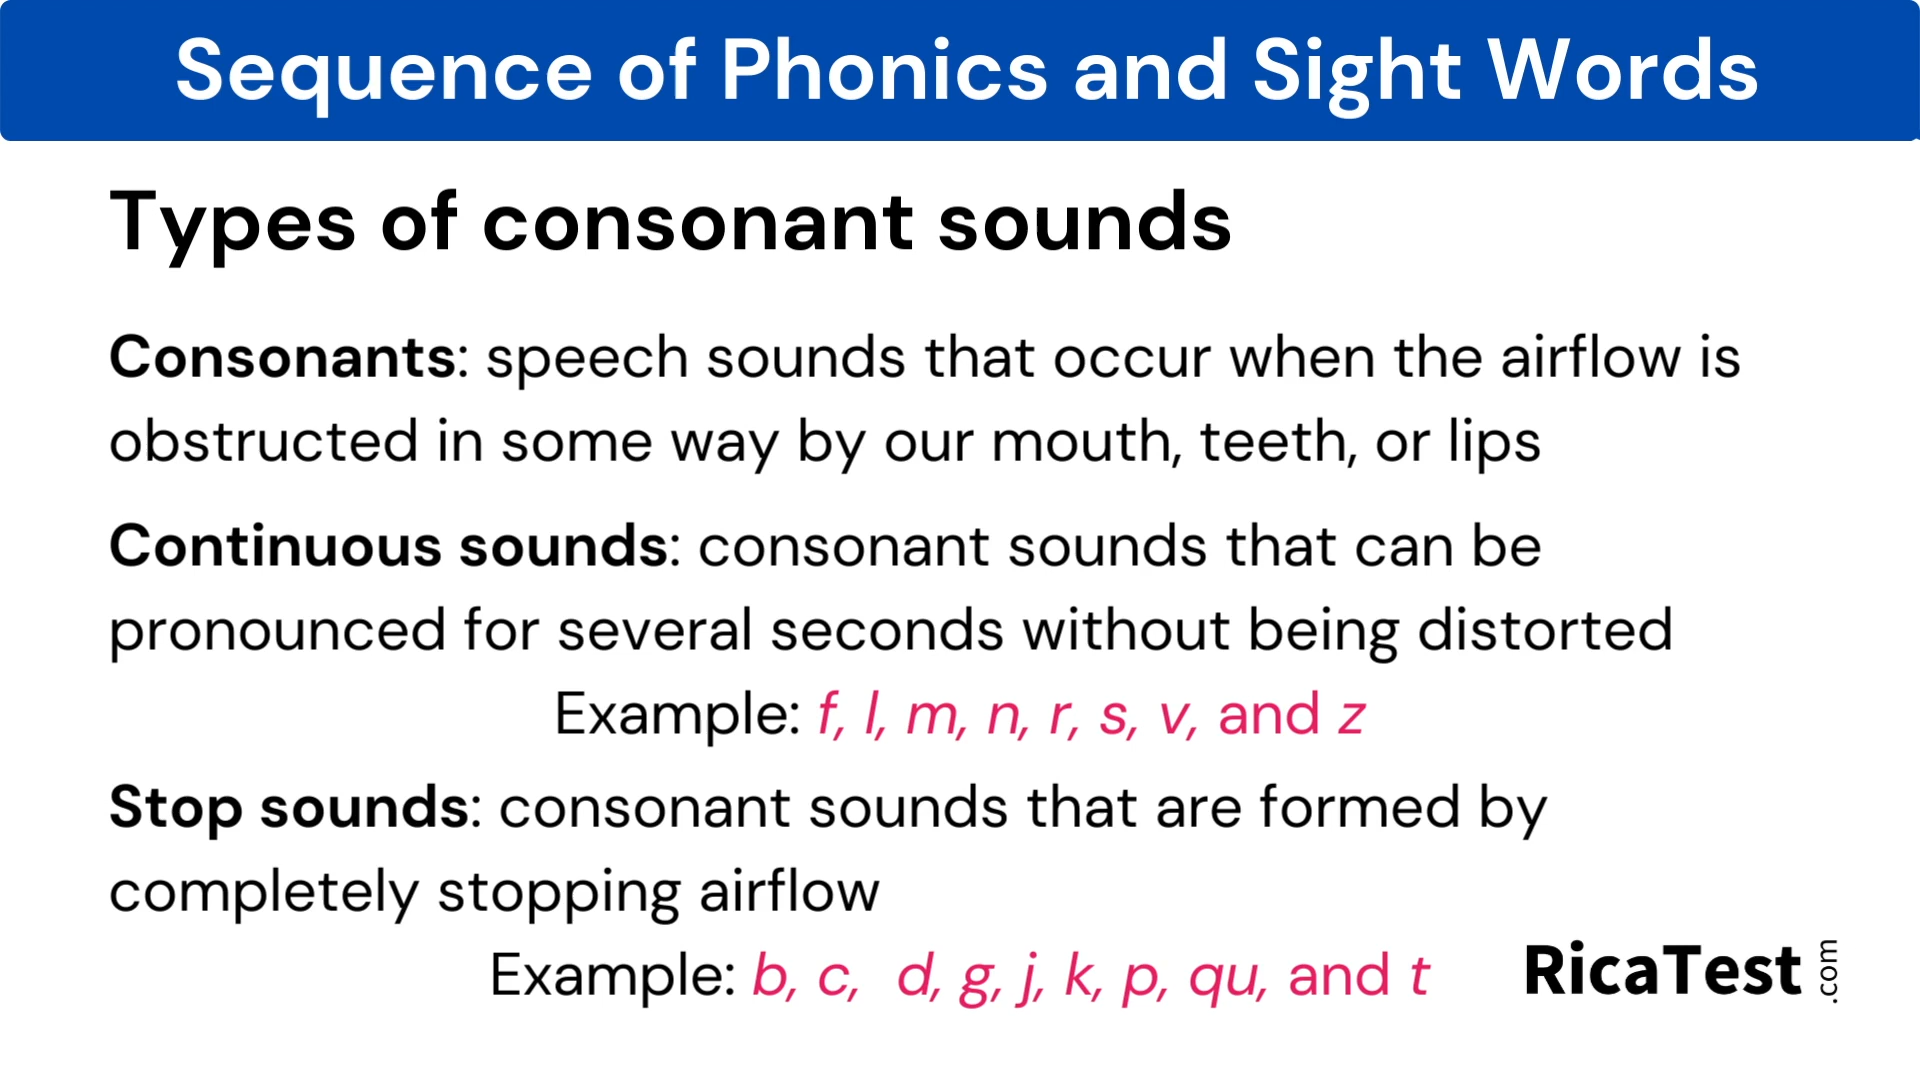 Sequence of Phonics and Sight Words
Types of consonant sounds
Consonants: speech sounds that occur when the airflow is
obstructed in some way by our mouth, teeth, or lips
Continuous sounds: consonant sounds that can be
pronounced for several seconds without being distorted
Example: f, l, m, n, r, s, v, and z
Stop sounds: consonant sounds that are formed by
completely stopping airflow
Example: b, c,  d, g, j, k, p, qu, and t
RicaTest.com